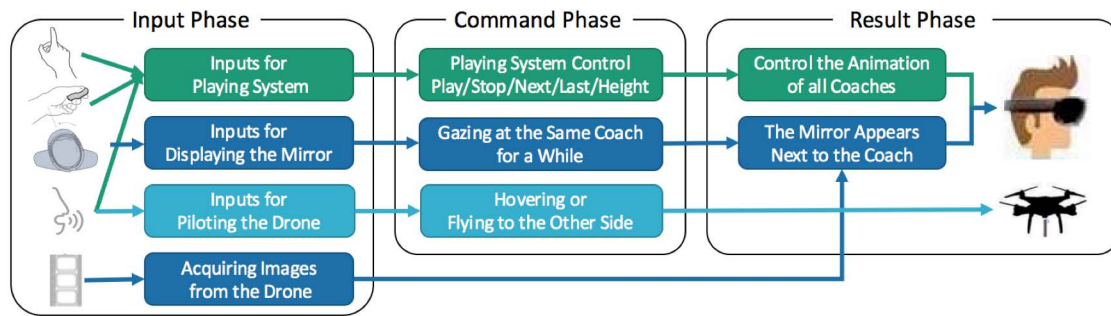 Input Phase
Command Phase
Result Phase
Inputs for
Playing System
Playing System Control
Play/Stop/Next/Last/Height
Control the Animation
of all Coaches
Inputs for
Displaying the Mirror
Gazing at the Same Coach
for a While
The Mirror Appears
Next to the Coach
Inputs for
Piloting the Drone
Hovering or
Flying to the Other Side
Acquiring Images
from the Drone